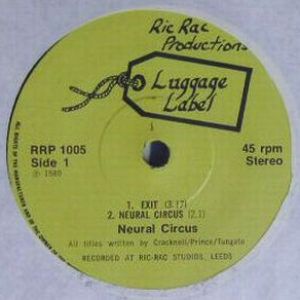 Ric Rac
Productions
Luggage
Label
RRP 1005
Side 1
45 rpm
Stereo
1. EXIT (3.17)
2. NEURAL CIRCUS (2.1)
Neural Circus
All titles written by Cracknell/Prince/Tungate
RECORDED AT RIC-RAC STUDIOS, LEEDS